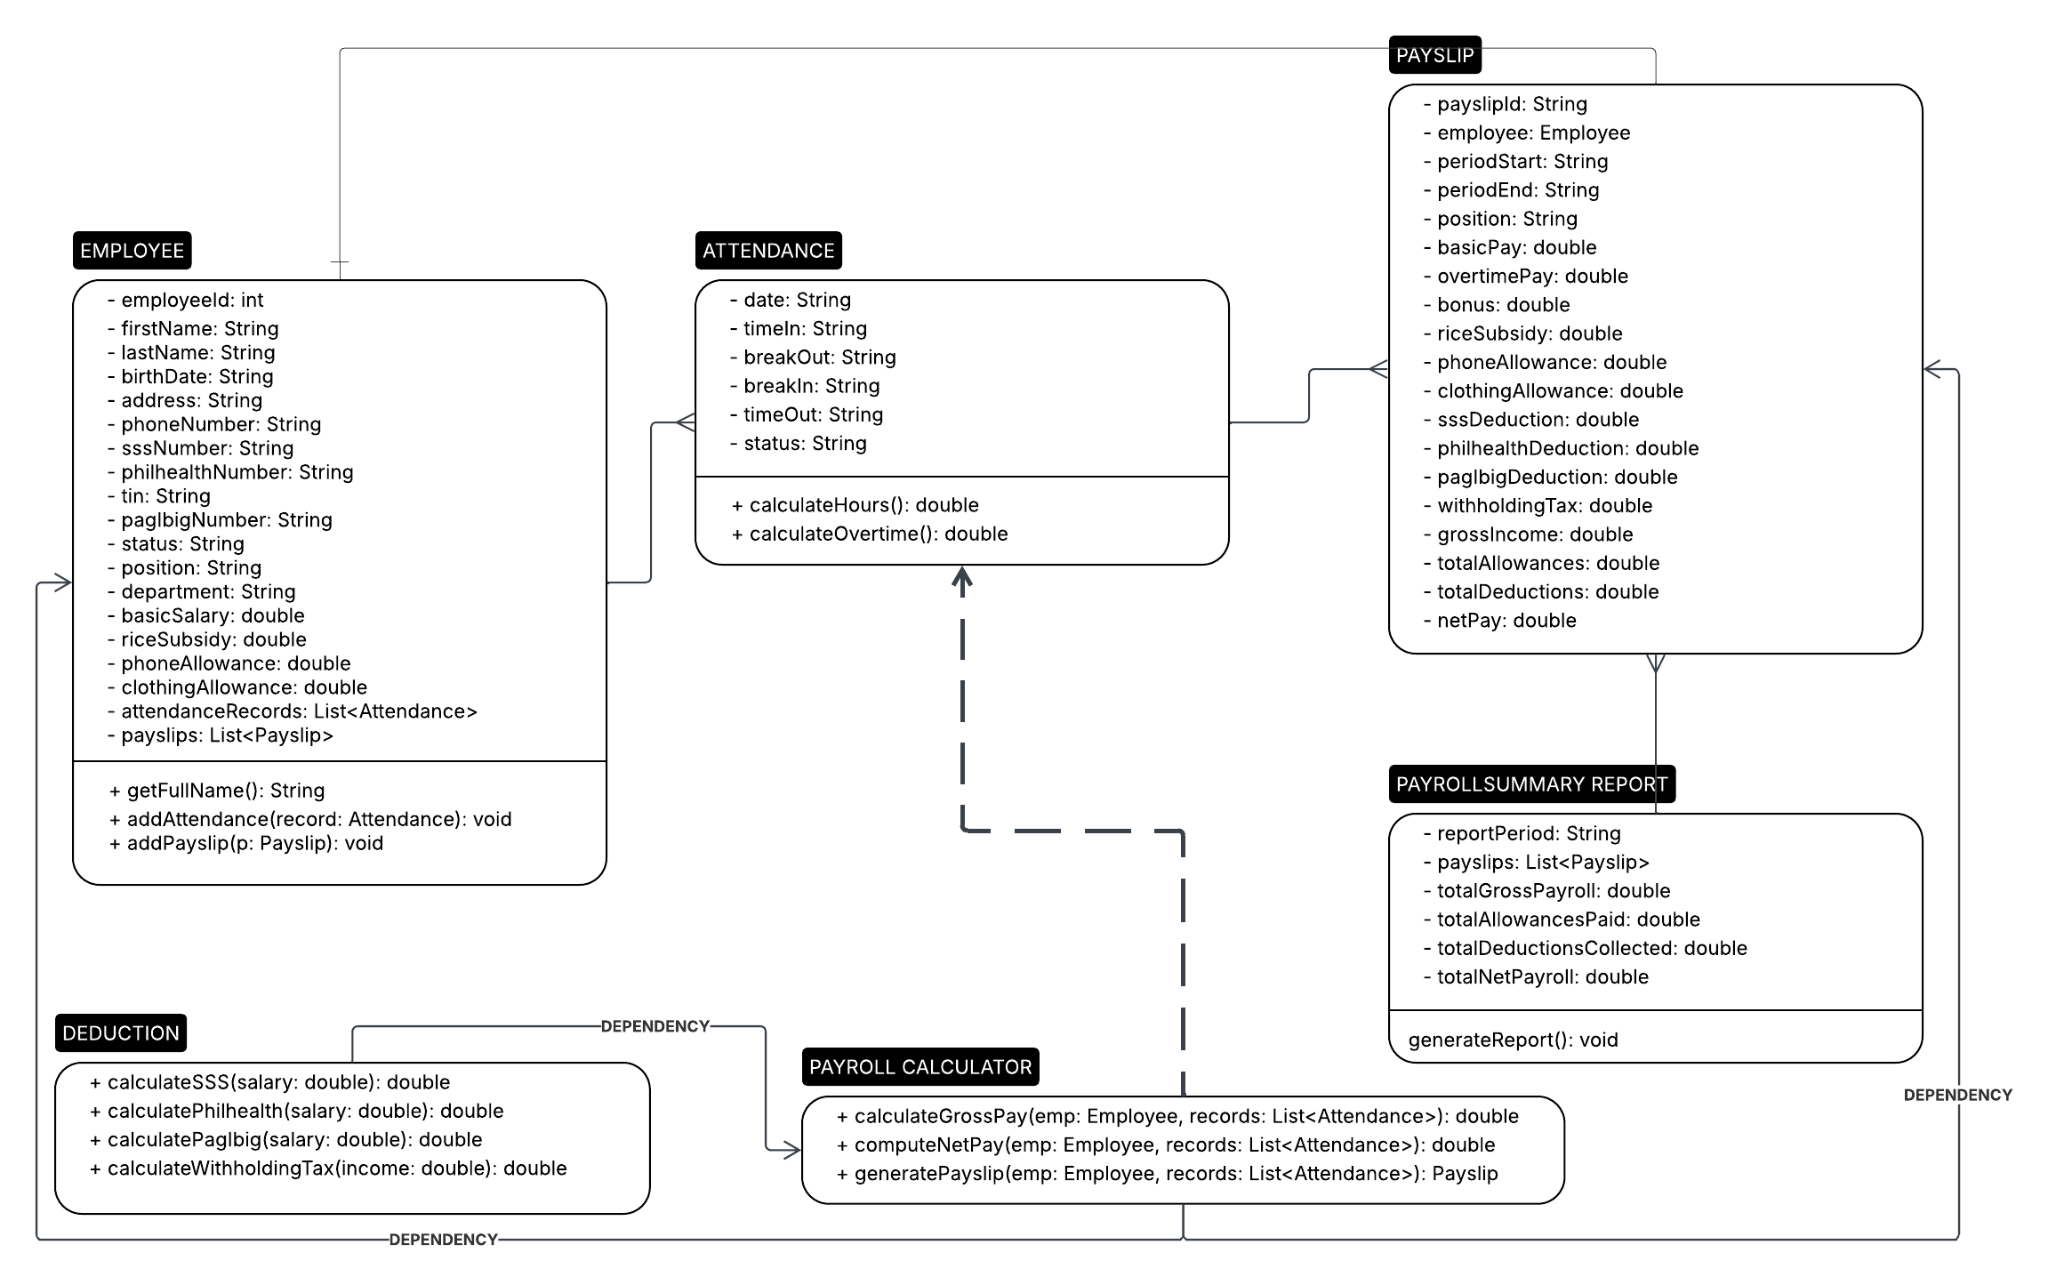 PAYSLIP
- payslipId: String
- employee: Employee
- periodStart: String
- periodEnd: String
- position: String
- basicPay: double
- overtimePay: double
- bonus: double
- riceSubsidy: double
- phoneAllowance: double
- clothingAllowance: double
- sssDeduction: double
- philhealthDeduction: double
- pagIbigDeduction: double
- withholdingTax: double
- grossIncome: double
- totalAllowances: double
- totalDeductions: double
- netPay: double
EMPLOYEE
- employeeId: int
- firstName: String
- lastName: String
- birthDate: String
- address: String
- phoneNumber: String
- sssNumber: String
- philhealthNumber: String
- tin: String
- pagIbigNumber: String
- status: String
- position: String
- department: String
- basicSalary: double
- riceSubsidy: double
- phoneAllowance: double
- clothingAllowance: double
- attendanceRecords: List<Attendance>
- payslips: List<Payslip>
+ getFullName(): String
+ addAttendance(record: Attendance): void
+ addPayslip(p: Payslip): void
ATTENDANCE
- date: String
- timeIn: String
- breakOut: String
- breakIn: String
- timeOut: String
- status: String
+ calculateHours(): double
+ calculateOvertime(): double
PAYROLLSUMMARY REPORT
- reportPeriod: String
- payslips: List<Payslip>
- totalGrossPayroll: double
- totalAllowancesPaid: double
- totalDeductionsCollected: double
- totalNetPayroll: double
generateReport(): void
DEDUCTION
+ calculateSSS(salary: double): double
+ calculatePhilhealth(salary: double): double
+ calculatePagIbig(salary: double): double
+ calculateWithholdingTax(income: double): double
DEPENDENCY
PAYROLL CALCULATOR
+ calculateGrossPay(emp: Employee, records: List<Attendance>): double
+ computeNetPay(emp: Employee, records: List<Attendance>): double
+ generatePayslip(emp: Employee, records: List<Attendance>): Payslip
DEPENDENCY
DEPENDENCY